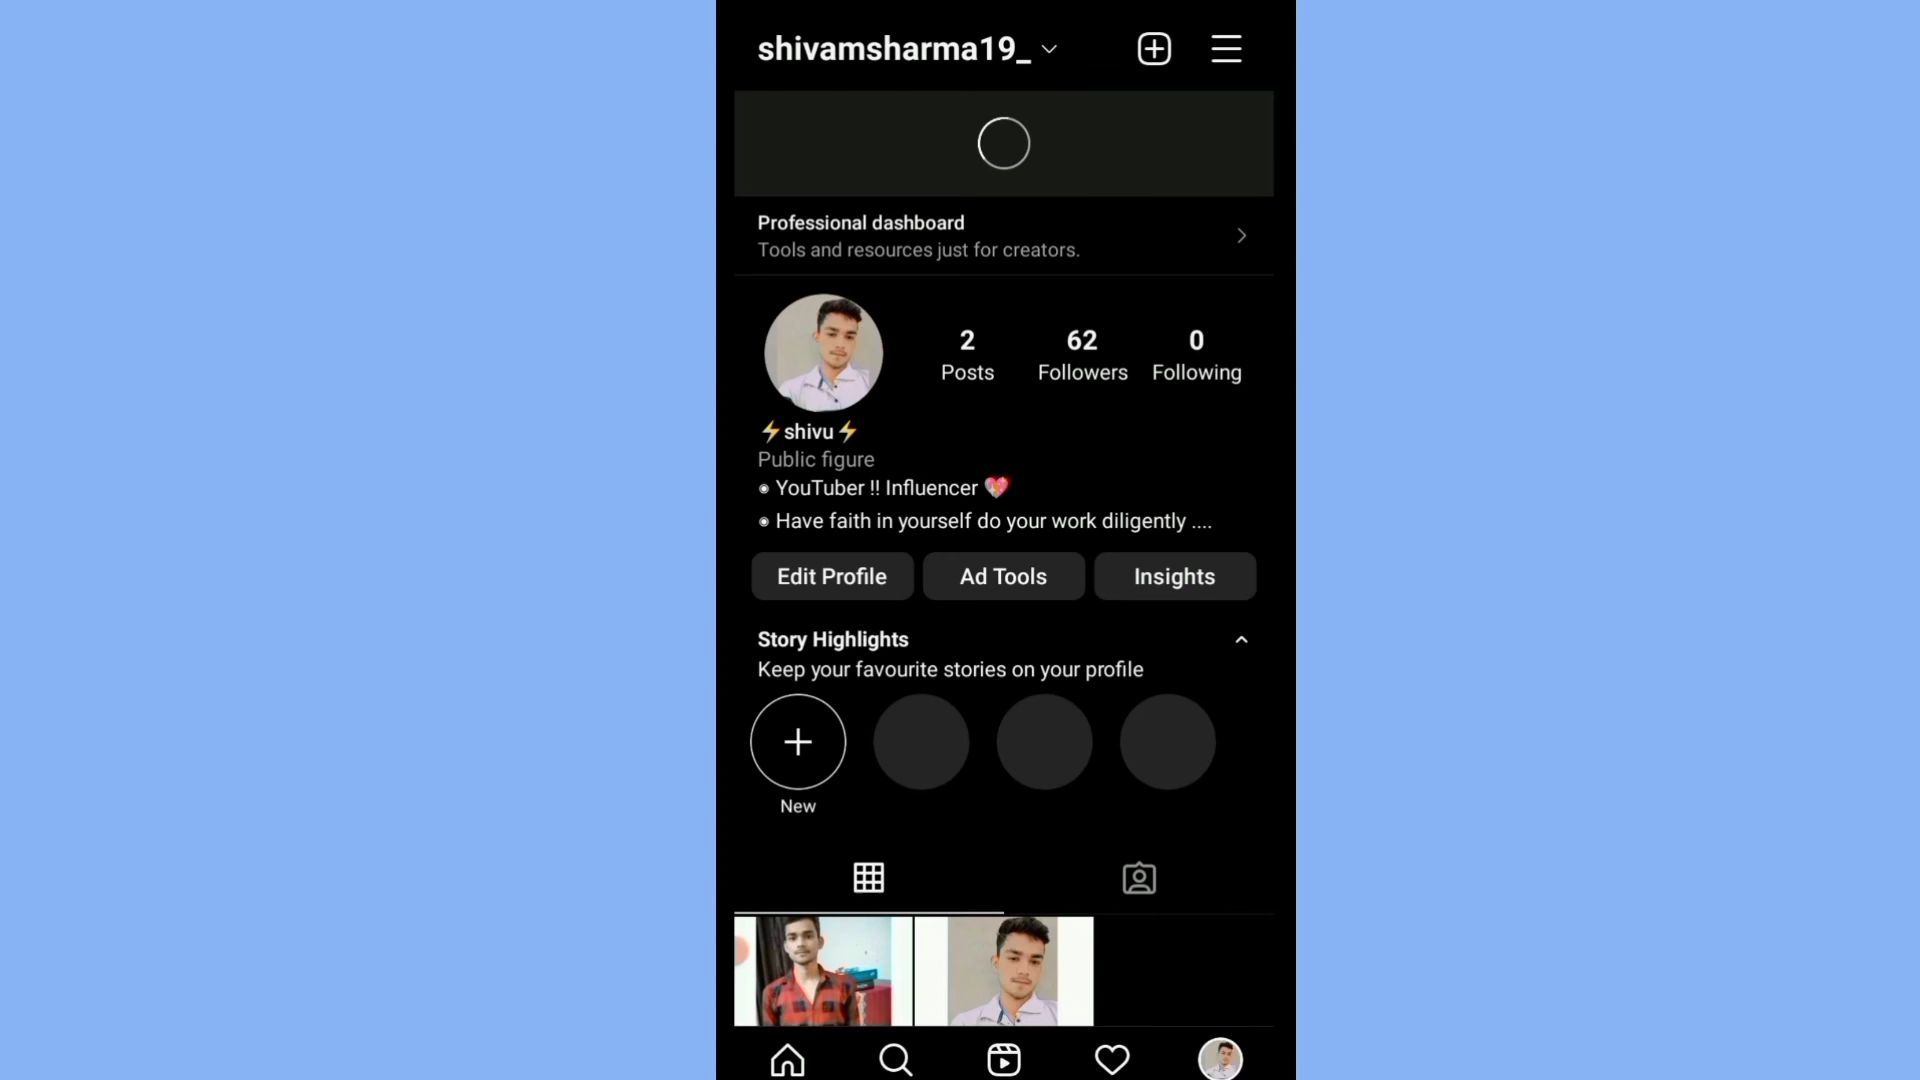 shivamsharma19_
Professional dashboard
Tools and resources just for creators.
2 62 0
Posts Followers Following
⚡shivu⚡
Public figure
◉ YouTuber !! Influencer 💖
◉ Have faith in yourself do your work diligently ....
Edit Profile Ad Tools Insights
Story Highlights
Keep your favourite stories on your profile
New